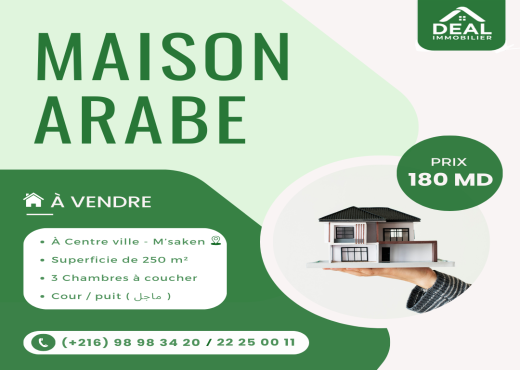 DEAL
IMMOBILIER
MAISON
ARABE
PRIX
180 MD
À VENDRE
• À Centre ville - M'saken
• Superficie de 250 m²
• 3 Chambres à coucher
• Cour / puit ( ماجل )
(+216) 98 98 34 20 / 22 25 00 11